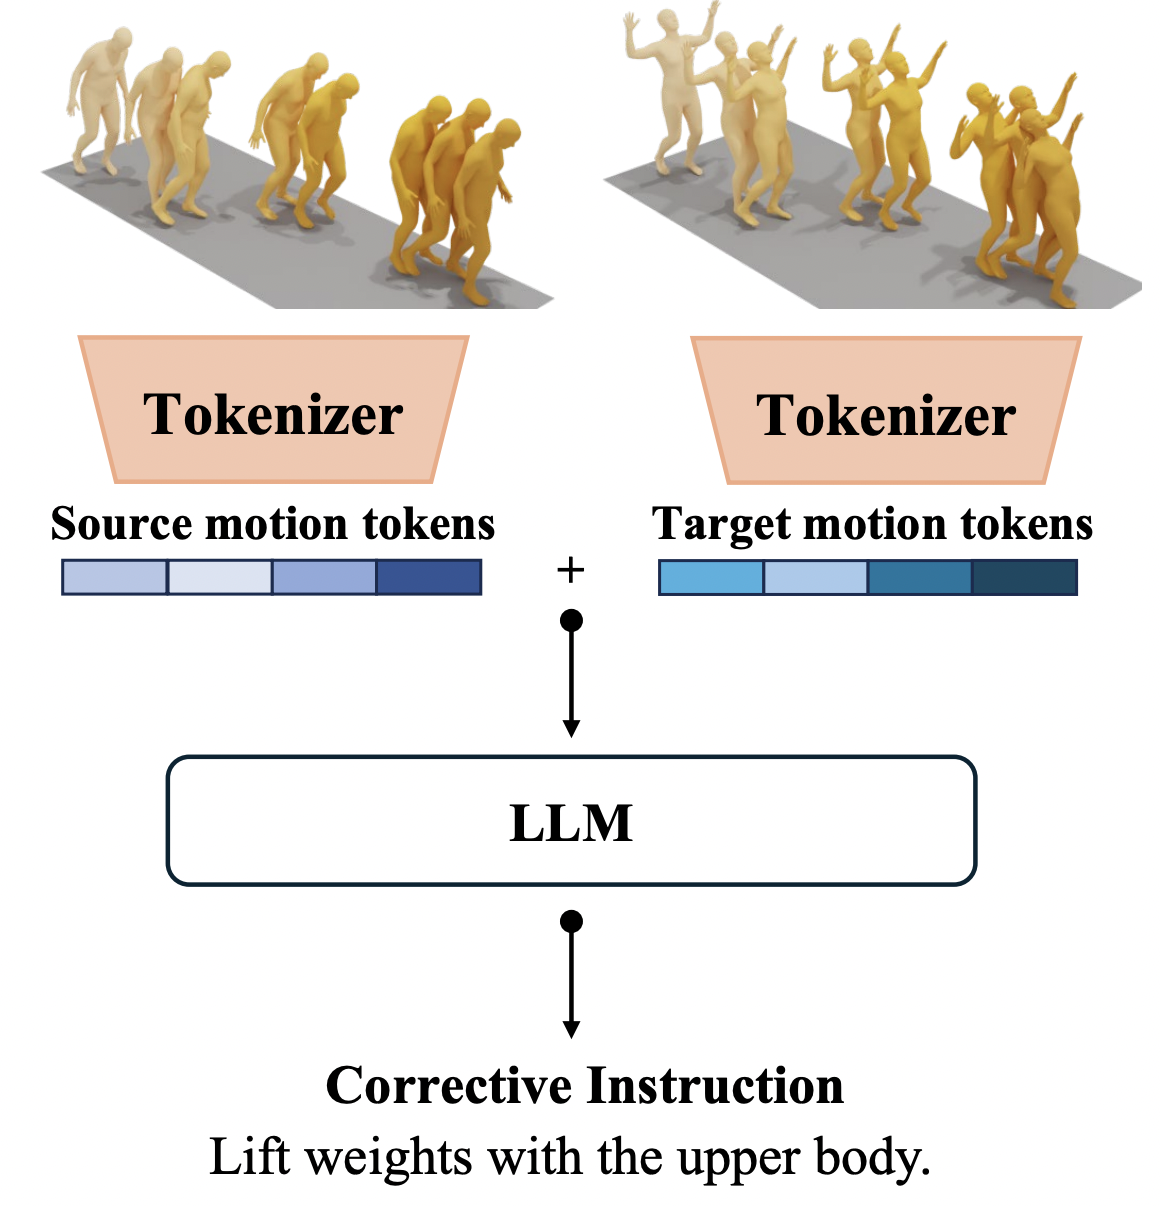 Tokenizer
Tokenizer
Source motion tokens
+
Target motion tokens
LLM
Corrective Instruction
Lift weights with the upper body.